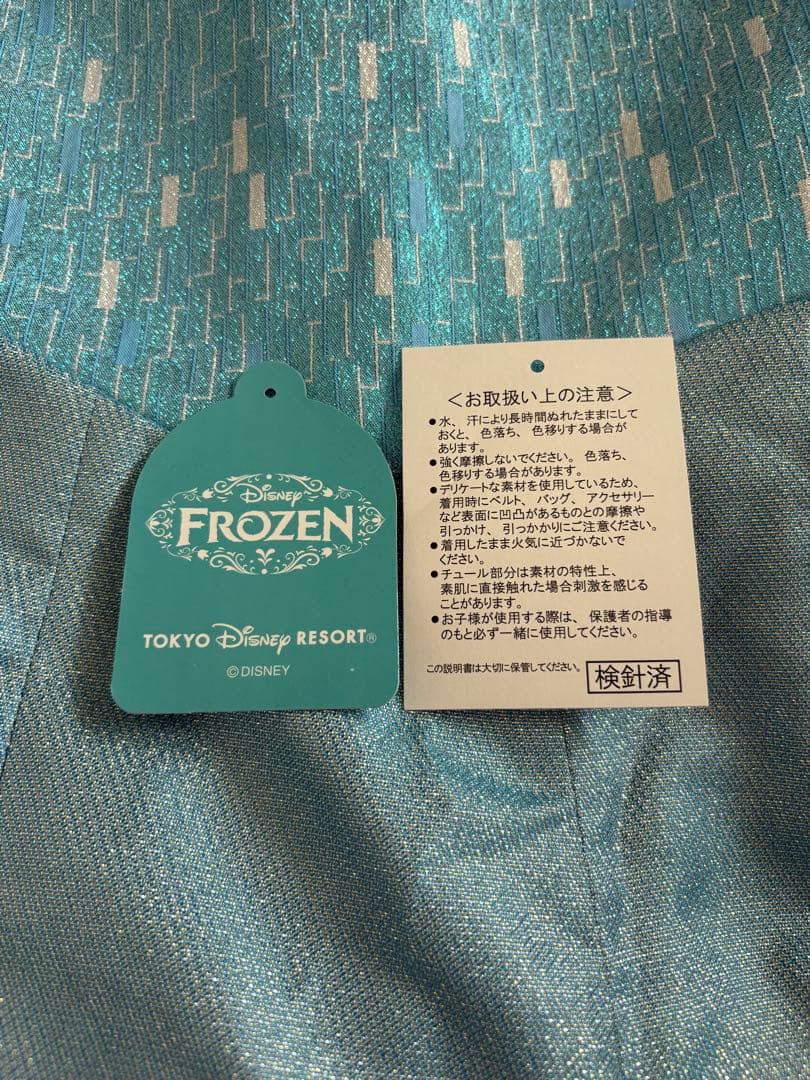 Disney
FROZEN
TOKYO Disney RESORT®
©DISNEY
＜お取扱い上の注意＞
●水、汗により長時間ぬれたままにして
おくと、色落ち、色移りする場合が
あります。
●強く摩擦しないでください。色落ち、
色移りする場合があります。
●デリケートな素材を使用しているため、
着用時にベルト、バッグ、アクセサリー
など表面に凹凸があるものとの摩擦や
引っかけ、引っかかりにご注意ください。
●着用したまま火気に近づかないで
ください。
●チュール部分は素材の特性上、
素肌に直接触れた場合刺激を感じる
ことがあります。
●お子様が使用する際は、保護者の指導
のもと必ず一緒に使用してください。
この説明書は大切に保管してください。
検針済